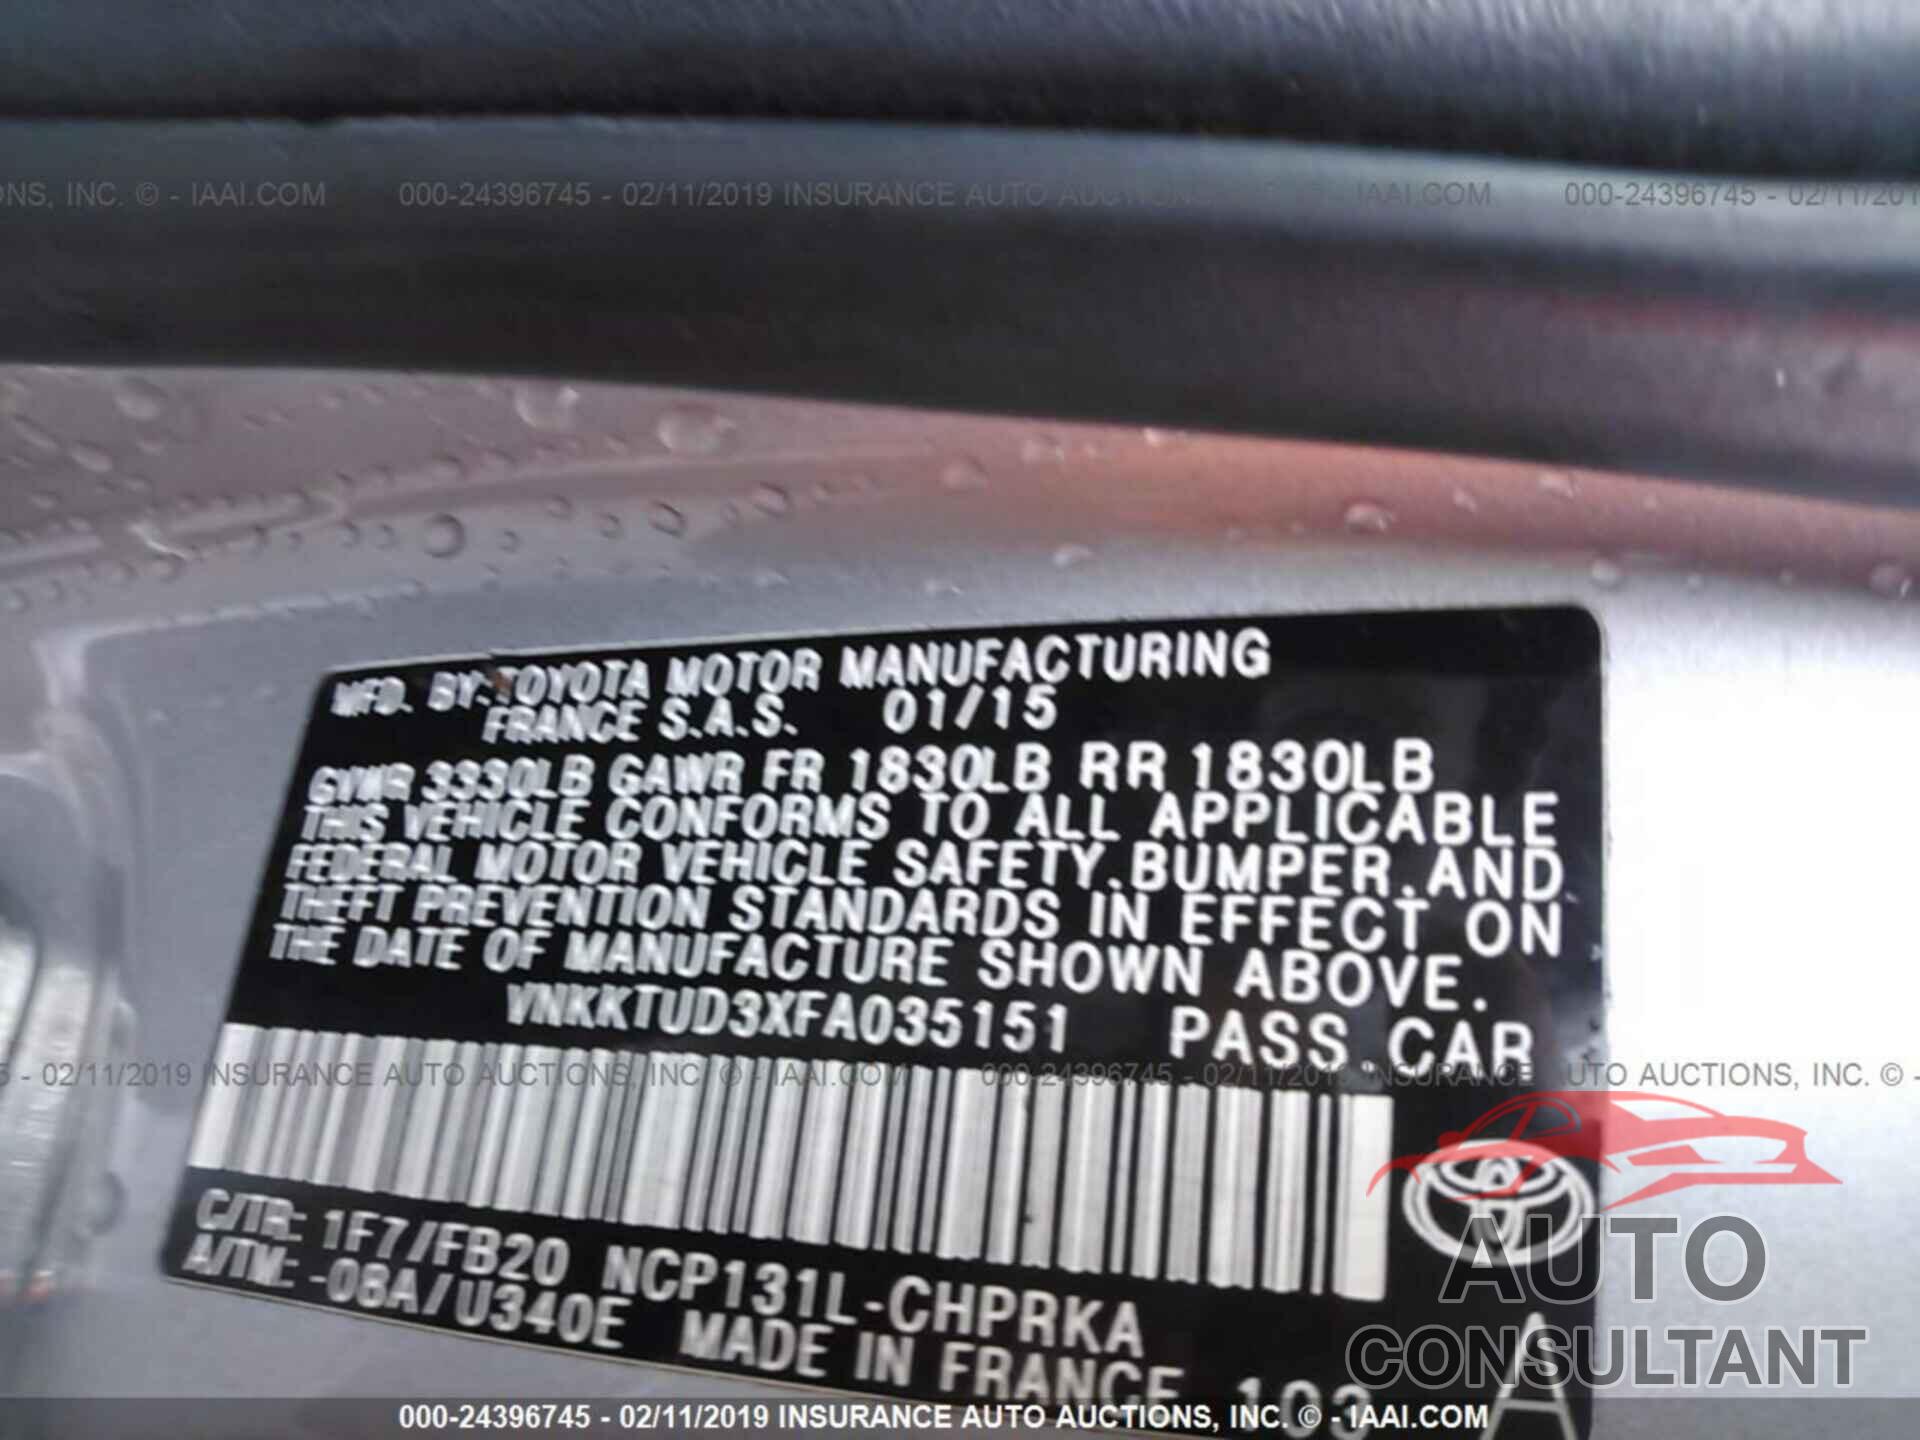 ONS, INC. © - IAAI.COM 000-24396745 - 02/11/2019 INSURANCE AUTO AUCTIONS, INC. © - IAAI.COM 000-24396745 - 02/11/201
MFD. BY: TOYOTA MOTOR MANUFACTURING
FRANCE S.A.S. 01/15
GVWR 3330LB GAWR FR 1830LB RR 1830LB
THIS VEHICLE CONFORMS TO ALL APPLICABLE
FEDERAL MOTOR VEHICLE SAFETY,BUMPER,AND
THEFT PREVENTION STANDARDS IN EFFECT ON
THE DATE OF MANUFACTURE SHOWN ABOVE.
VNKKTUD3XFA035151 PASS.CAR
5 - 02/11/2019 INSURANCE AUTO AUCTIONS, INC. © - IAAI.COM 000-24396745 - 02/11/2019 INSURANCE AUTO AUCTIONS, INC. © -
C/TR: 1F7/FB20 NCP131L-CHPRKA
A/TM: -08A/U340E MADE IN FRANCE 103
A
AUTO
CONSULTANT
000-24396745 - 02/11/2019 INSURANCE AUTO AUCTIONS, INC. © - IAAI.COM